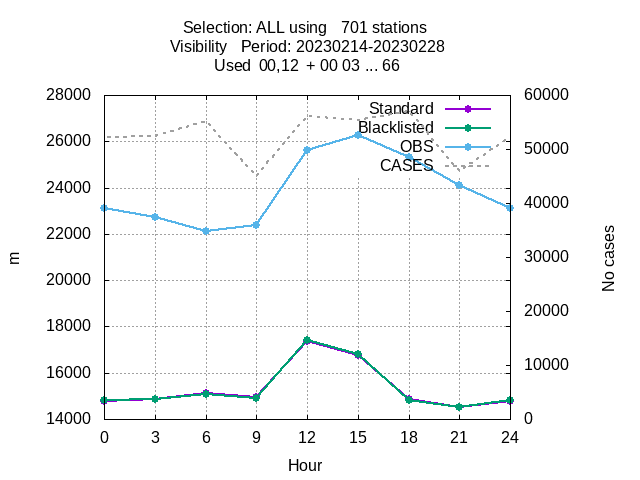 Selection: ALL using   701 stations
Visibility   Period: 20230214-20230228
Used  00,12  + 00 03 ... 66
28000
26000
24000
22000
20000
18000
16000
14000
m
Standard
Blacklisted
OBS
CASES
60000
50000
40000
30000
20000
10000
0
No cases
0 3 6 9 12 15 18 21 24
Hour